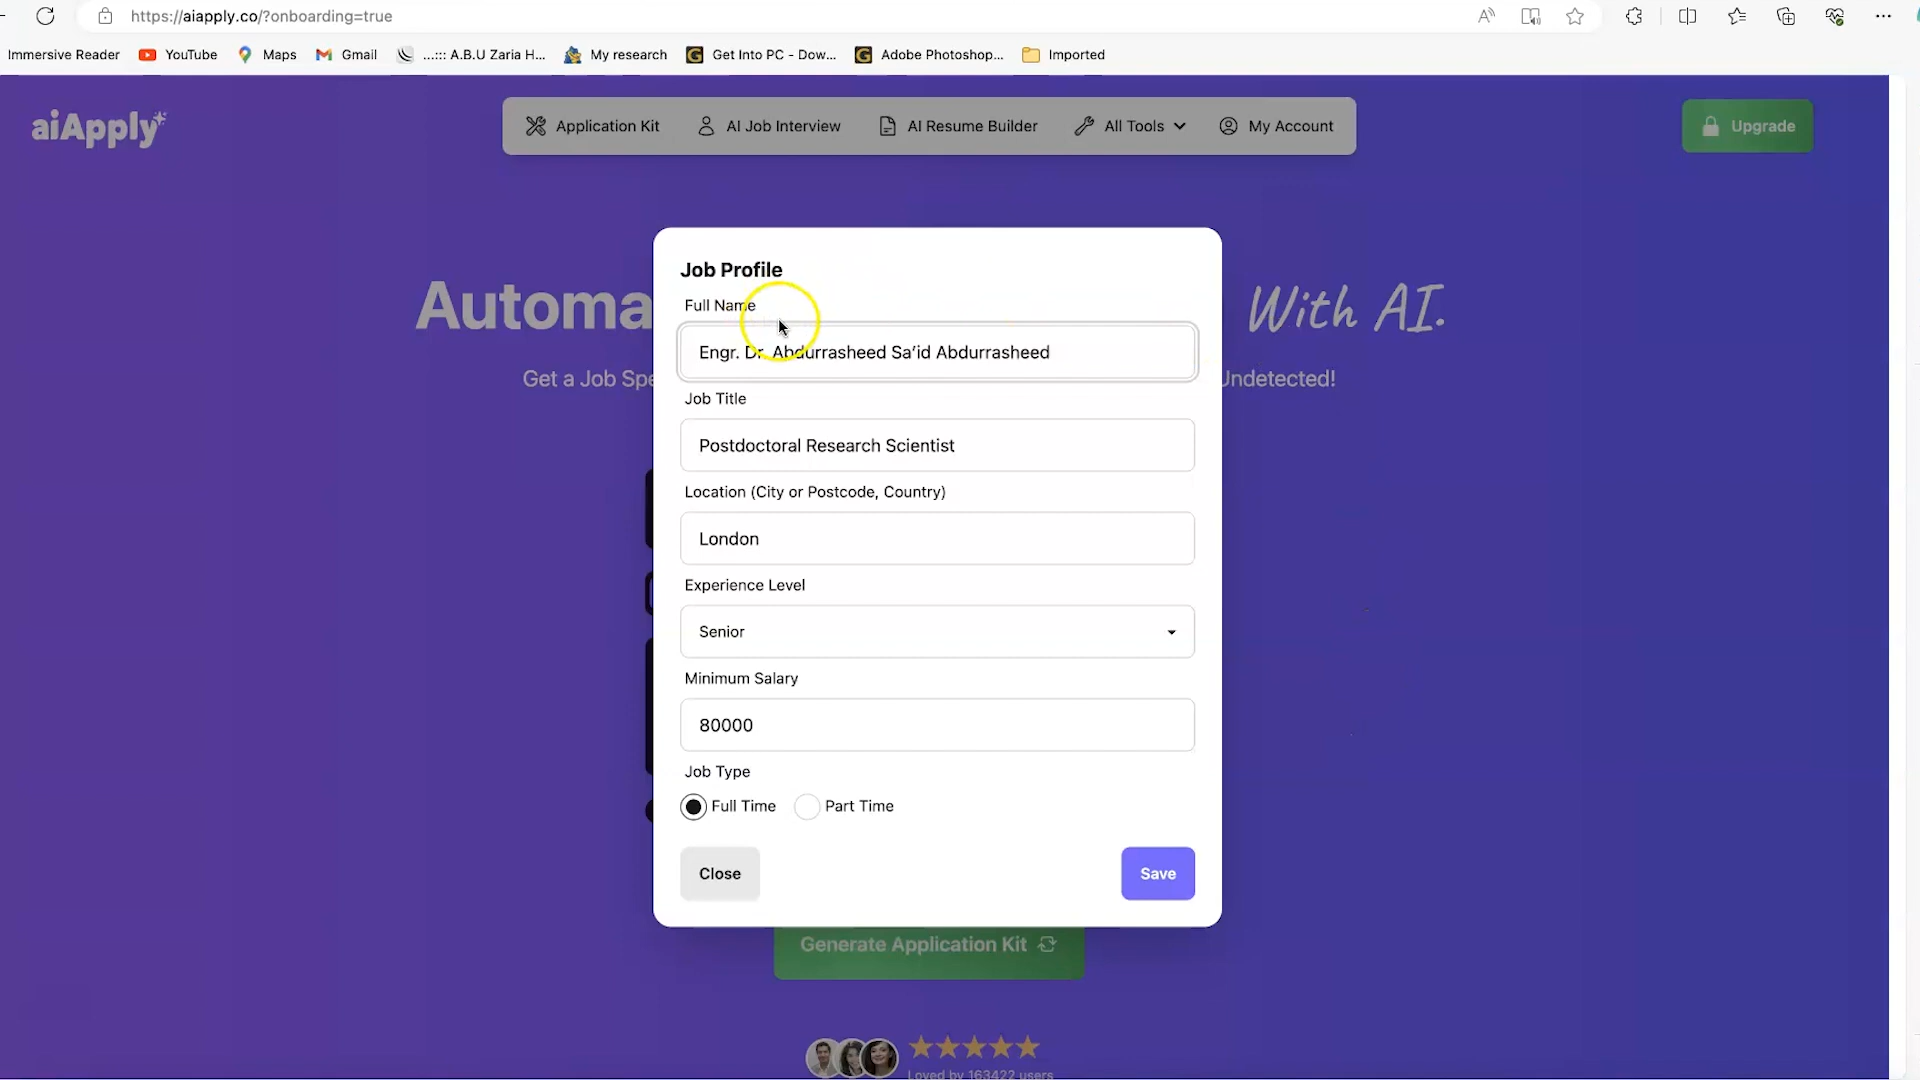 https://aiapply.co/?onboarding=true
Immersive Reader YouTube Maps Gmail ...::: A.B.U Zaria H... My research Get Into PC - Dow... Adobe Photoshop... Imported
aiApply
Application Kit AI Job Interview AI Resume Builder All Tools My Account Upgrade
Job Profile
Full Name
Automa With AI.
Engr. Dr. Abdurrasheed Sa’id Abdurrasheed
Get a Job Spe Undetected!
Job Title
Postdoctoral Research Scientist
Location (City or Postcode, Country)
London
Experience Level
Senior
Minimum Salary
80000
Job Type
Full Time Part Time
Close Save
Generate Application Kit
Loved by 163422 users